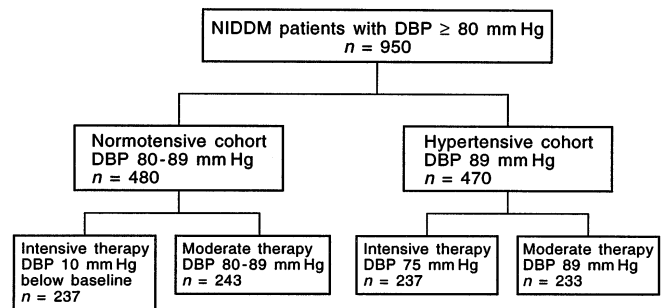 NIDDM patients with DBP ≥ 80 mm Hg
n = 950
Normotensive cohort
DBP 80-89 mm Hg
n = 480
Hypertensive cohort
DBP 89 mm Hg
n = 470
Intensive therapy
DBP 10 mm Hg
below baseline
n = 237
Moderate therapy
DBP 80-89 mm Hg
n = 243
Intensive therapy
DBP 75 mm Hg
n = 237
Moderate therapy
DBP 89 mm Hg
n = 233